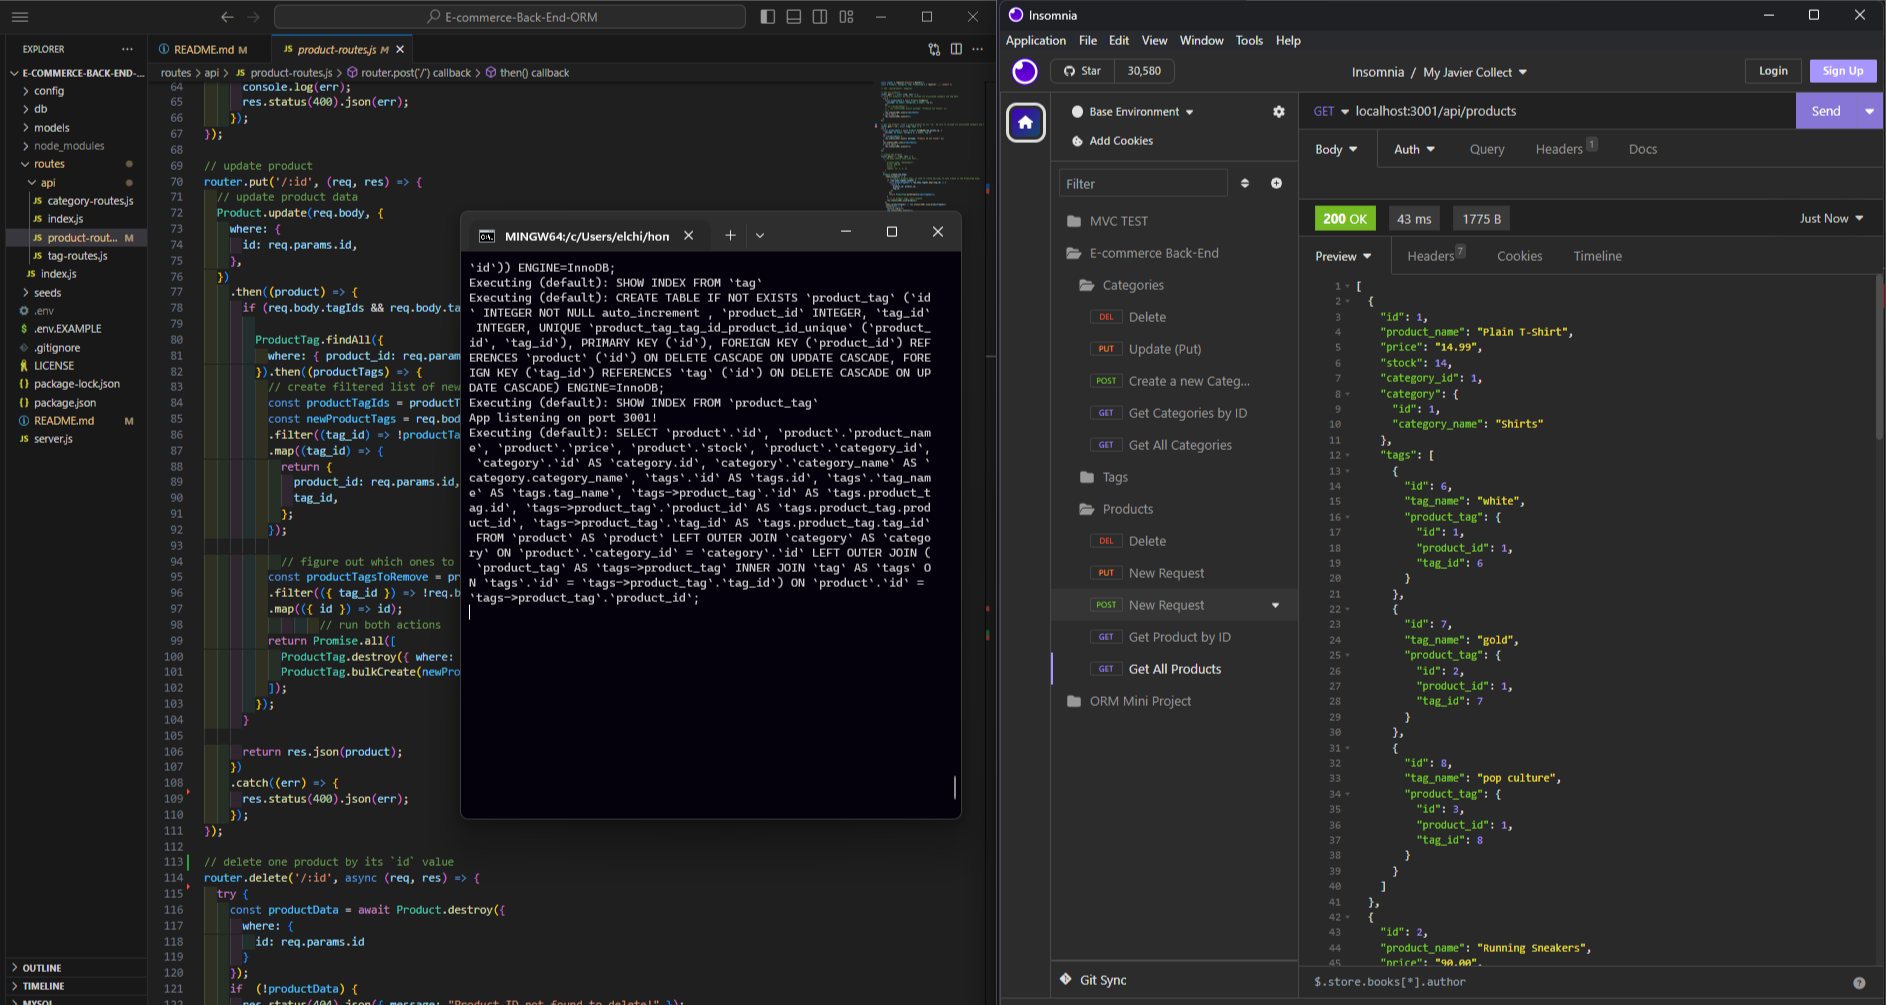 E-commerce-Back-End-ORM
EXPLORER
README.md M
JS product-routes.js M
routes > api > JS product-routes.js > router.post('/') callback > then() callback
E-COMMERCE-BACK-END-...
config
db
models
node_modules
routes
api
JS category-routes.js
JS index.js
JS product-rout... M
JS tag-routes.js
JS index.js
seeds
.env
$ .env.EXAMPLE
.gitignore
LICENSE
{} package-lock.json
{} package.json
README.md M
JS server.js
OUTLINE
TIMELINE
MYSQL
64 console.log(err);
65 res.status(400).json(err);
66 });
67 });
68
69 // update product
70 router.put('/:id', (req, res) => {
71 // update product data
72 Product.update(req.body, {
73 where: {
74 id: req.params.id,
75 },
76 })
77 .then((product) => {
78 if (req.body.tagIds && req.body.ta
79
80 ProductTag.findAll({
81 where: { product_id: req.param
82 }).then((productTags) => {
83 // create filtered list of new
84 const productTagIds = productT
85 const newProductTags = req.bod
86 .filter((tag_id) => !productTa
87 .map((tag_id) => {
88 return {
89 product_id: req.params.id,
90 tag_id,
91 };
92 });
93
94 // figure out which ones to
95 const productTagsToRemove = pr
96 .filter(({ tag_id }) => !req.b
97 .map(({ id }) => id);
98 // run both actions
99 return Promise.all([
100 ProductTag.destroy({ where:
101 ProductTag.bulkCreate(newPro
102 ]);
103 });
104 }
105
106 return res.json(product);
107 })
108 .catch((err) => {
109 res.status(400).json(err);
110 });
111 });
112
113 // delete one product by its `id` value
114 router.delete('/:id', async (req, res) => {
115 try {
116 const productData = await Product.destroy({
117 where: {
118 id: req.params.id
119 }
120 });
121 if (!productData) {
122 res.status(404).json({ message: "Product ID not found to delete!" });
MINGW64:/c/Users/elchi/hon
`id`)) ENGINE=InnoDB;
Executing (default): SHOW INDEX FROM `tag`
Executing (default): CREATE TABLE IF NOT EXISTS `product_tag` (`id
` INTEGER NOT NULL auto_increment , `product_id` INTEGER, `tag_id`
INTEGER, UNIQUE `product_tag_tag_id_product_id_unique` (`product_
id`, `tag_id`), PRIMARY KEY (`id`), FOREIGN KEY (`product_id`) REF
ERENCES `product` (`id`) ON DELETE CASCADE ON UPDATE CASCADE, FORE
IGN KEY (`tag_id`) REFERENCES `tag` (`id`) ON DELETE CASCADE ON UP
DATE CASCADE) ENGINE=InnoDB;
Executing (default): SHOW INDEX FROM `product_tag`
App listening on port 3001!
Executing (default): SELECT `product`.`id`, `product`.`product_nam
e`, `product`.`price`, `product`.`stock`, `product`.`category_id`,
`category`.`id` AS `category.id`, `category`.`category_name` AS `
category.category_name`, `tags`.`id` AS `tags.id`, `tags`.`tag_nam
e` AS `tags.tag_name`, `tags->product_tag`.`id` AS `tags.product_t
ag.id`, `tags->product_tag`.`product_id` AS `tags.product_tag.prod
uct_id`, `tags->product_tag`.`tag_id` AS `tags.product_tag.tag_id`
FROM `product` AS `product` LEFT OUTER JOIN `category` AS `catego
ry` ON `product`.`category_id` = `category`.`id` LEFT OUTER JOIN (
`product_tag` AS `tags->product_tag` INNER JOIN `tag` AS `tags` O
N `tags`.`id` = `tags->product_tag`.`tag_id`) ON `product`.`id` =
`tags->product_tag`.`product_id`;
Insomnia
Application File Edit View Window Tools Help
Star 30,580
Insomnia / My Javier Collect
Login
Sign Up
Base Environment
Add Cookies
Filter
MVC TEST
E-commerce Back-End
Categories
DEL Delete
PUT Update (Put)
POST Create a new Categ...
GET Get Categories by ID
GET Get All Categories
Tags
Products
DEL Delete
PUT New Request
POST New Request
GET Get Product by ID
GET Get All Products
ORM Mini Project
Git Sync
GET localhost:3001/api/products
Send
Body Auth Query Headers 1 Docs
200 OK 43 ms 1775 B
Just Now
Preview Headers 7 Cookies Timeline
1 [
2 {
3 "id": 1,
4 "product_name": "Plain T-Shirt",
5 "price": "14.99",
6 "stock": 14,
7 "category_id": 1,
8 "category": {
9 "id": 1,
10 "category_name": "Shirts"
11 },
12 "tags": [
13 {
14 "id": 6,
15 "tag_name": "white",
16 "product_tag": {
17 "id": 1,
18 "product_id": 1,
19 "tag_id": 6
20 }
21 },
22 {
23 "id": 7,
24 "tag_name": "gold",
25 "product_tag": {
26 "id": 2,
27 "product_id": 1,
28 "tag_id": 7
29 }
30 },
31 {
32 "id": 8,
33 "tag_name": "pop culture",
34 "product_tag": {
35 "id": 3,
36 "product_id": 1,
37 "tag_id": 8
38 }
39 }
40 ]
41 },
42 {
43 "id": 2,
44 "product_name": "Running Sneakers",
45 "price": "90.00",
$.store.books[*].author